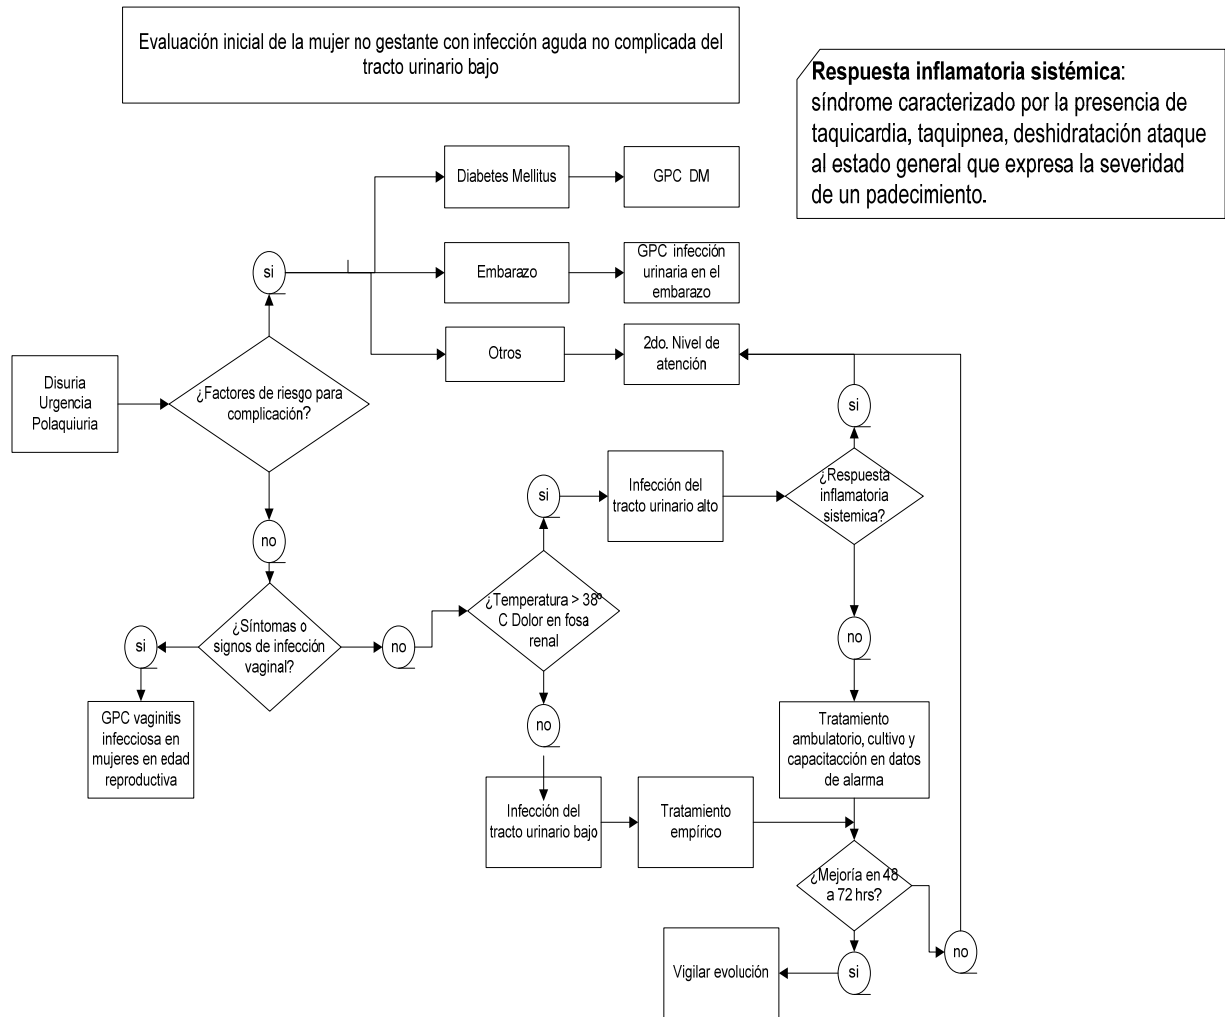 Evaluación inicial de la mujer no gestante con infección aguda no complicada del
tracto urinario bajo
Respuesta inflamatoria sistémica:
síndrome caracterizado por la presencia de
taquicardia, taquipnea, deshidratación ataque
al estado general que expresa la severidad
de un padecimiento.
Diabetes Mellitus
GPC DM
si
Embarazo
GPC infección
urinaria en el
embarazo
Otros
2do. Nivel de
atención
Disuria
Urgencia
Polaquiuria
¿Factores de riesgo para
complicación?
si
¿Respuesta
inflamatoria
sistemica?
si
Infección del
tracto urinario alto
no
¿Temperatura > 38º
C Dolor en fosa
renal
¿Síntomas o
signos de infección
vaginal?
si
no
no
GPC vaginitis
infecciosa en
mujeres en edad
reproductiva
no
Tratamiento
ambulatorio, cultivo y
capacitacción en datos
de alarma
Infección del
tracto urinario bajo
Tratamiento
empírico
¿Mejoría en 48
a 72 hrs?
no
Vigilar evolución
si